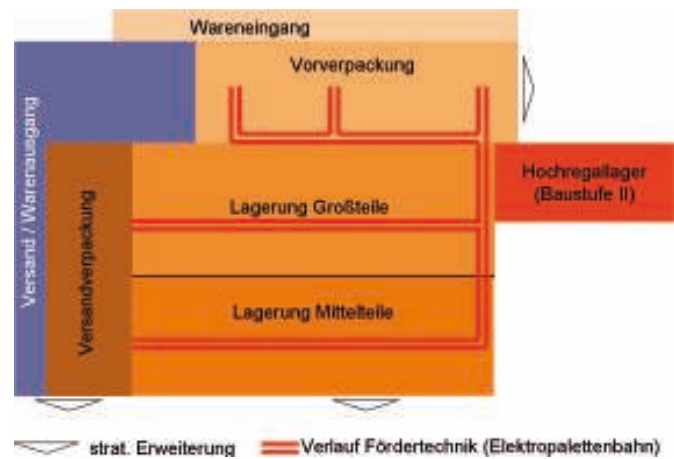 Wareneingang
Vorverpackung
Versand / Warenausgang
Versandverpackung
Lagerung Großteile
Hochregallager
(Baustufe II)
Lagerung Mittelteile
strat. Erweiterung
Verlauf Fördertechnik (Elektropalettenbahn)